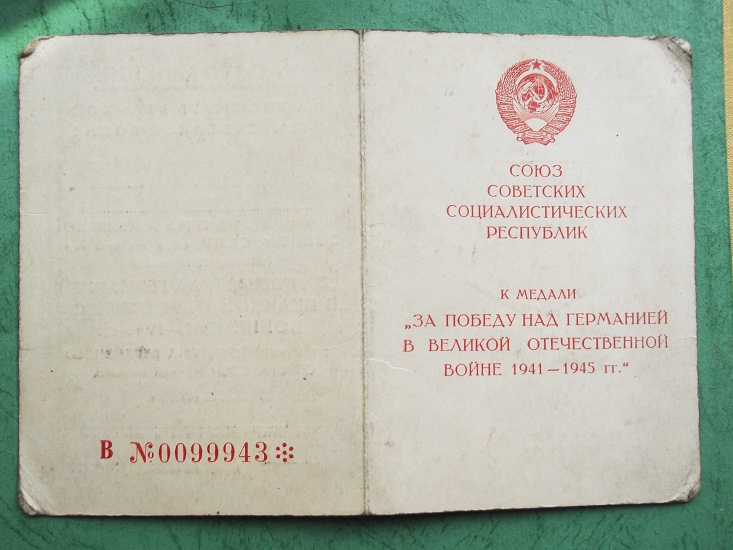 В №0099943
СОЮЗ
СОВЕТСКИХ
СОЦИАЛИСТИЧЕСКИХ
РЕСПУБЛИК
К МЕДАЛИ
„ЗА ПОБЕДУ НАД ГЕРМАНИЕЙ
В ВЕЛИКОЙ ОТЕЧЕСТВЕННОЙ
ВОЙНЕ 1941—1945 гг.“